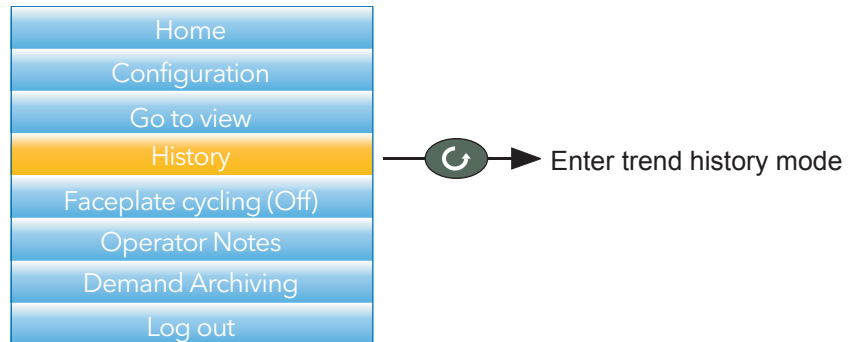 Home
Configuration
Go to view
History
Enter trend history mode
Faceplate cycling (Off)
Operator Notes
Demand Archiving
Log out